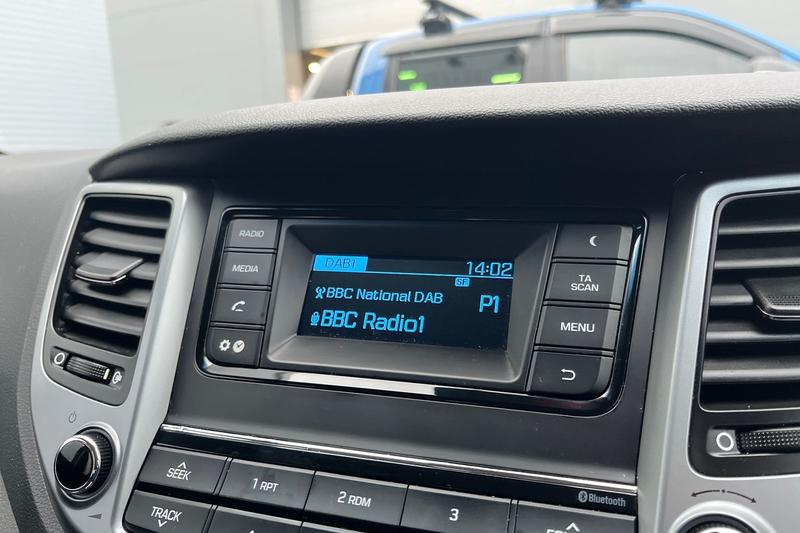 RADIO
MEDIA
DAB1 14:02
SF
BBC National DAB P1
BBC Radio1
TA
SCAN
MENU
SEEK
TRACK
1 RPT
2 RDM
3
Bluetooth